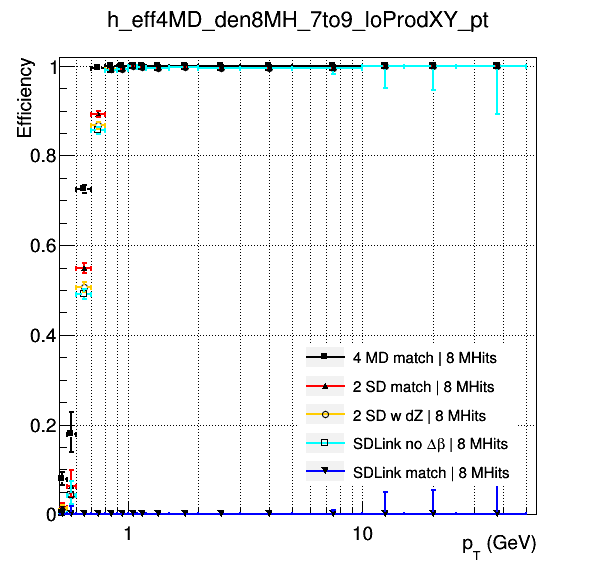 h_eff4MD_den8MH_7to9_loProdXY_pt
Efficiency
1
0.8
0.6
0.4
0.2
0
4 MD match | 8 MHits
2 SD match | 8 MHits
2 SD w dZ | 8 MHits
SDLink no Δβ | 8 MHits
SDLink match | 8 MHits
1
10
p_T (GeV)